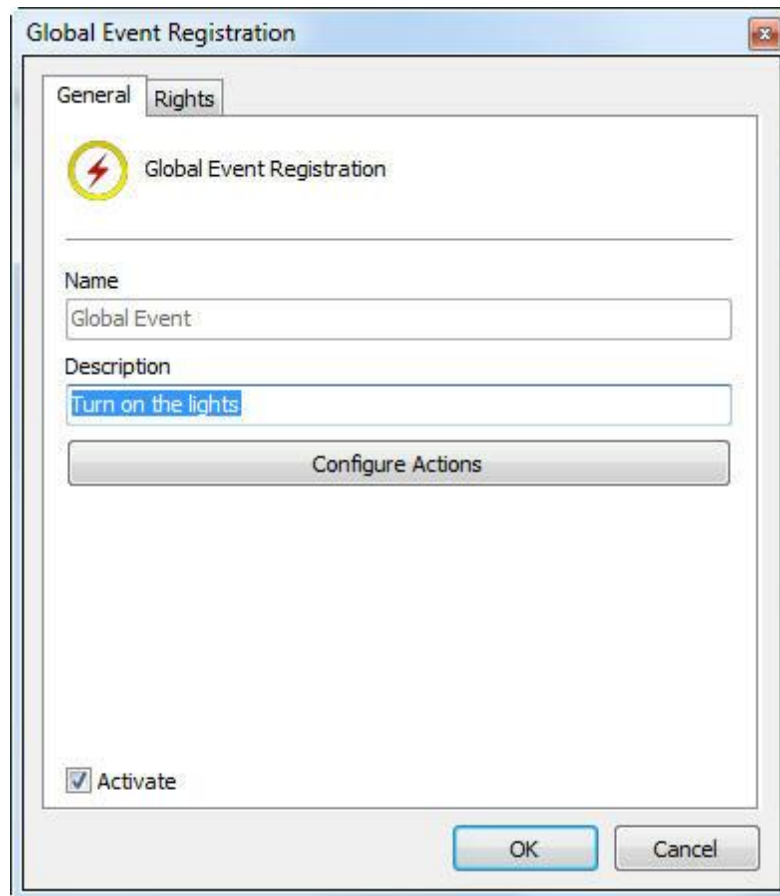 Global Event Registration
General Rights
Global Event Registration
Name
Global Event
Description
Turn on the lights
Configure Actions
Activate
OK Cancel